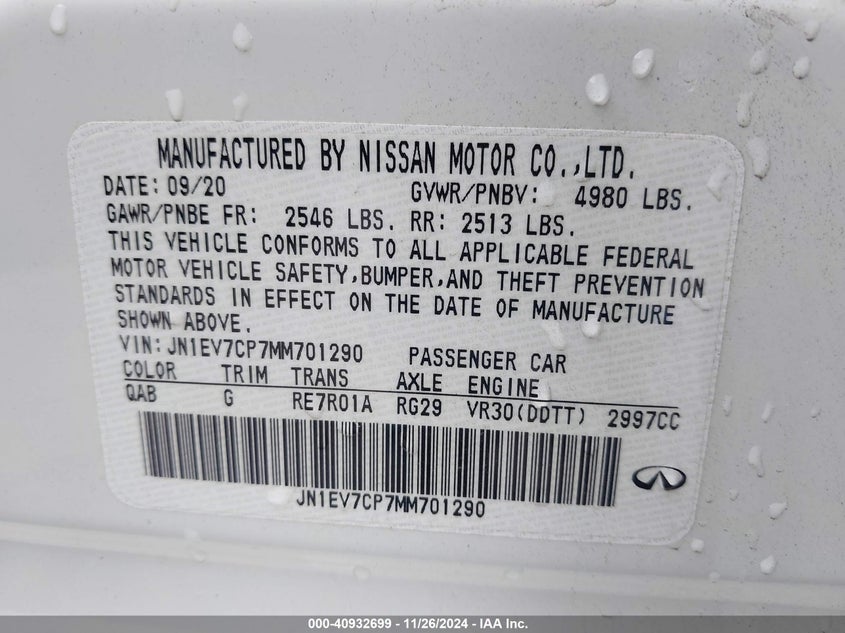 MANUFACTURED BY NISSAN MOTOR CO.,LTD.
DATE: 09/20 GVWR/PNBV: 4980 LBS.
GAWR/PNBE FR: 2546 LBS. RR: 2513 LBS.
THIS VEHICLE CONFORMS TO ALL APPLICABLE FEDERAL
MOTOR VEHICLE SAFETY,BUMPER,AND THEFT PREVENTION
STANDARDS IN EFFECT ON THE DATE OF MANUFACTURE
SHOWN ABOVE.
VIN: JN1EV7CP7MM701290 PASSENGER CAR
COLOR TRIM TRANS AXLE ENGINE
QAB G RE7R01A RG29 VR30(DDTT) 2997CC
JN1EV7CP7MM701290
000-40932699 - 11/26/2024 - IAA Inc.